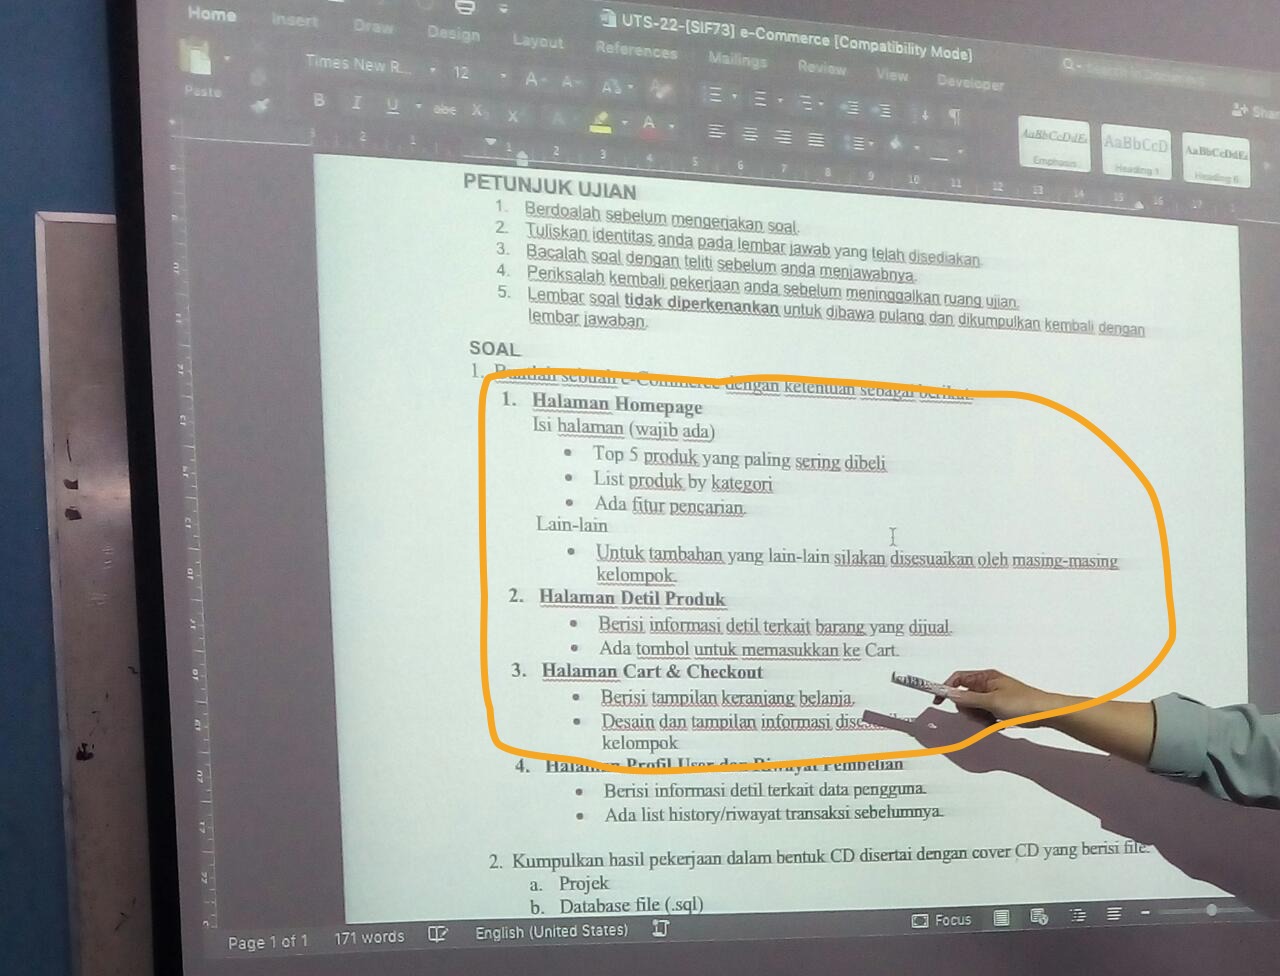 UTS-22-[SIF73] e-Commerce [Compatibility Mode]
Home Insert Draw Design Layout References Mailings Review View Developer
Paste
Times New R... 12
AaBbCcDdEe AaBbCcD AaBbCcDdEe
Emphasis Heading 1 Heading 6
PETUNJUK UJIAN
1. Berdoalah sebelum mengerjakan soal.
2. Tuliskan identitas anda pada lembar jawab yang telah disediakan.
3. Bacalah soal dengan teliti sebelum anda menjawabnya.
4. Periksalah kembali pekerjaan anda sebelum meninggalkan ruang ujian.
5. Lembar soal tidak diperkenankan untuk dibawa pulang dan dikumpulkan kembali dengan
lembar jawaban.
SOAL
1. Buatlah sebuah e-Commerce dengan ketentuan sebagai berikut.
1. Halaman Homepage
Isi halaman (wajib ada)
• Top 5 produk yang paling sering dibeli
• List produk by kategori
• Ada fitur pencarian.
Lain-lain
• Untuk tambahan yang lain-lain silakan disesuaikan oleh masing-masing
kelompok.
2. Halaman Detil Produk
• Berisi informasi detil terkait barang yang dijual.
• Ada tombol untuk memasukkan ke Cart.
3. Halaman Cart & Checkout
• Berisi tampilan keranjang belanja.
• Desain dan tampilan informasi
kelompok
4. Halaman Profil User dan Riwayat Pembelian
• Berisi informasi detil terkait data pengguna.
• Ada list history/riwayat transaksi sebelumnya.
2. Kumpulkan hasil pekerjaan dalam bentuk CD disertai dengan cover CD yang berisi file:
a. Projek
b. Database file (.sql)
Page 1 of 1 171 words English (United States) Focus